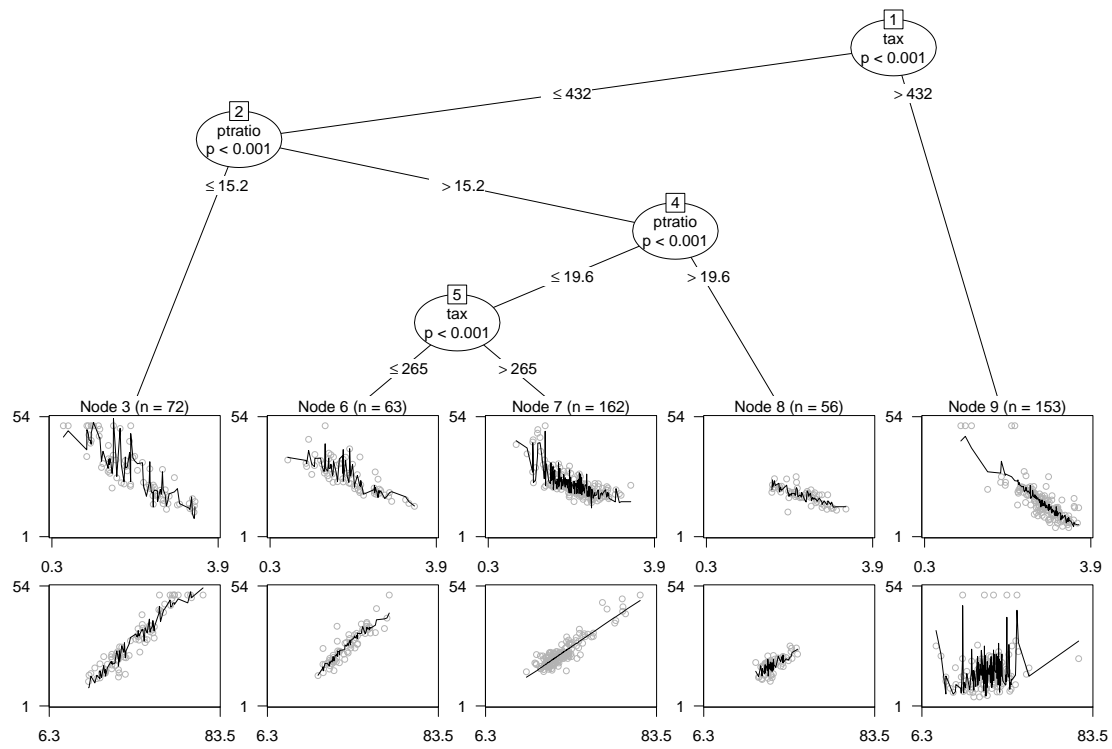 1
tax
p < 0.001
≤ 432
> 432
2
ptratio
p < 0.001
≤ 15.2
> 15.2
4
ptratio
p < 0.001
≤ 19.6
> 19.6
5
tax
p < 0.001
≤ 265
> 265
Node 3 (n = 72)
Node 6 (n = 63)
Node 7 (n = 162)
Node 8 (n = 56)
Node 9 (n = 153)
54 54 54 54 54
1 1 1 1 1
0.3 3.9 0.3 3.9 0.3 3.9 0.3 3.9 0.3 3.9
54 54 54 54 54
1 1 1 1 1
6.3 83.5 6.3 83.5 6.3 83.5 6.3 83.5 6.3 83.5